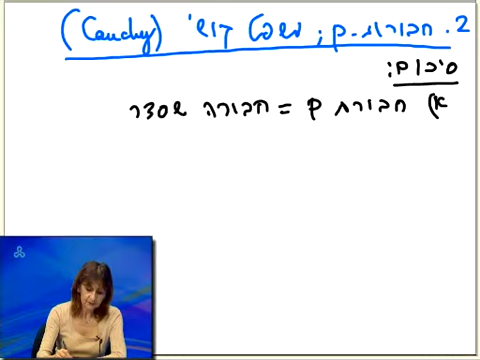 2. חבורות-p; משפט קושי (Cauchy)
סיכום:
א) חבורת p = חבורה שסדר